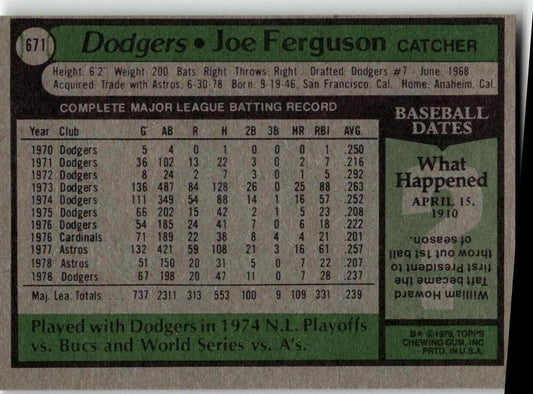 671
Dodgers • Joe Ferguson CATCHER
Height: 6'2" Weight: 200 Bats: Right Throws: Right Drafted: Dodgers #7 - June, 1968
Acquired: Trade with Astros, 6-30-78 Born: 9-19-46, San Francisco, Cal. Home: Anaheim, Cal.
COMPLETE MAJOR LEAGUE BATTING RECORD
Year Club G AB R H 2B 3B HR RBI AVG.
1970 Dodgers 5 4 0 1 0 0 0 1 .250
1971 Dodgers 36 102 13 22 3 0 2 7 .216
1972 Dodgers 8 24 2 7 3 0 1 5 .292
1973 Dodgers 136 487 84 128 26 0 25 88 .263
1974 Dodgers 111 349 54 88 14 1 16 57 .252
1975 Dodgers 66 202 15 42 2 1 5 23 .208
1976 Dodgers 54 185 24 41 7 0 6 18 .222
1976 Cardinals 71 189 22 38 8 4 4 21 .201
1977 Astros 132 421 59 108 21 3 16 61 .257
1978 Astros 51 150 20 31 5 0 7 22 .207
1978 Dodgers 67 198 20 47 11 0 7 28 .237
Maj. Lea. Totals . . . 737 2311 313 553 100 9 109 331 .239
BASEBALL
DATES
What
Happened
APRIL 15,
1910
William Howard
Taft became the
first President to
throw out 1st ball
of season.
Played with Dodgers in 1974 N.L. Playoffs
vs. Bucs and World Series vs. A's.
B* © 1979, TOPPS
CHEWING GUM, INC
PRTD. IN U.S.A.